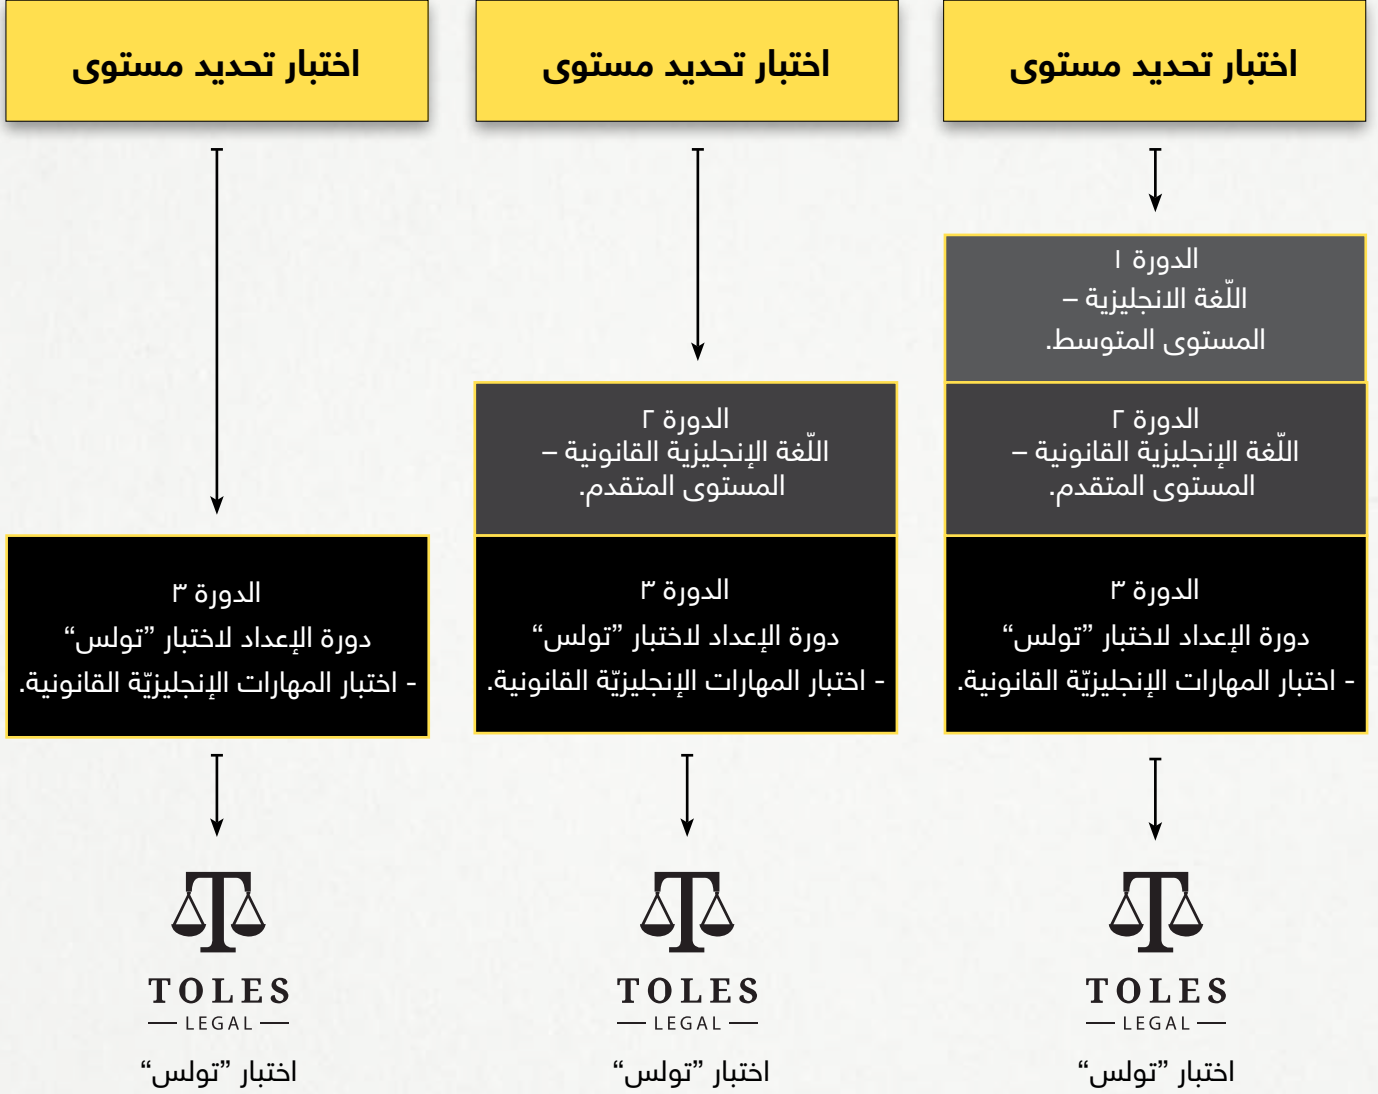 اختبار تحديد مستوى
اختبار تحديد مستوى
اختبار تحديد مستوى
الدورة ١
اللّغة الانجليزية –
المستوى المتوسط.
الدورة ٢
اللّغة الإنجليزية القانونية –
المستوى المتقدم.
الدورة ٣
دورة الإعداد لاختبار ”تولس“
- اختبار المهارات الإنجليزيّة القانونية.
TOLES
LEGAL
اختبار ”تولس“
الدورة ٢
اللّغة الإنجليزية القانونية –
المستوى المتقدم.
الدورة ٣
دورة الإعداد لاختبار ”تولس“
- اختبار المهارات الإنجليزيّة القانونية.
TOLES
LEGAL
اختبار ”تولس“
الدورة ٣
دورة الإعداد لاختبار ”تولس“
- اختبار المهارات الإنجليزيّة القانونية.
TOLES
LEGAL
اختبار ”تولس“